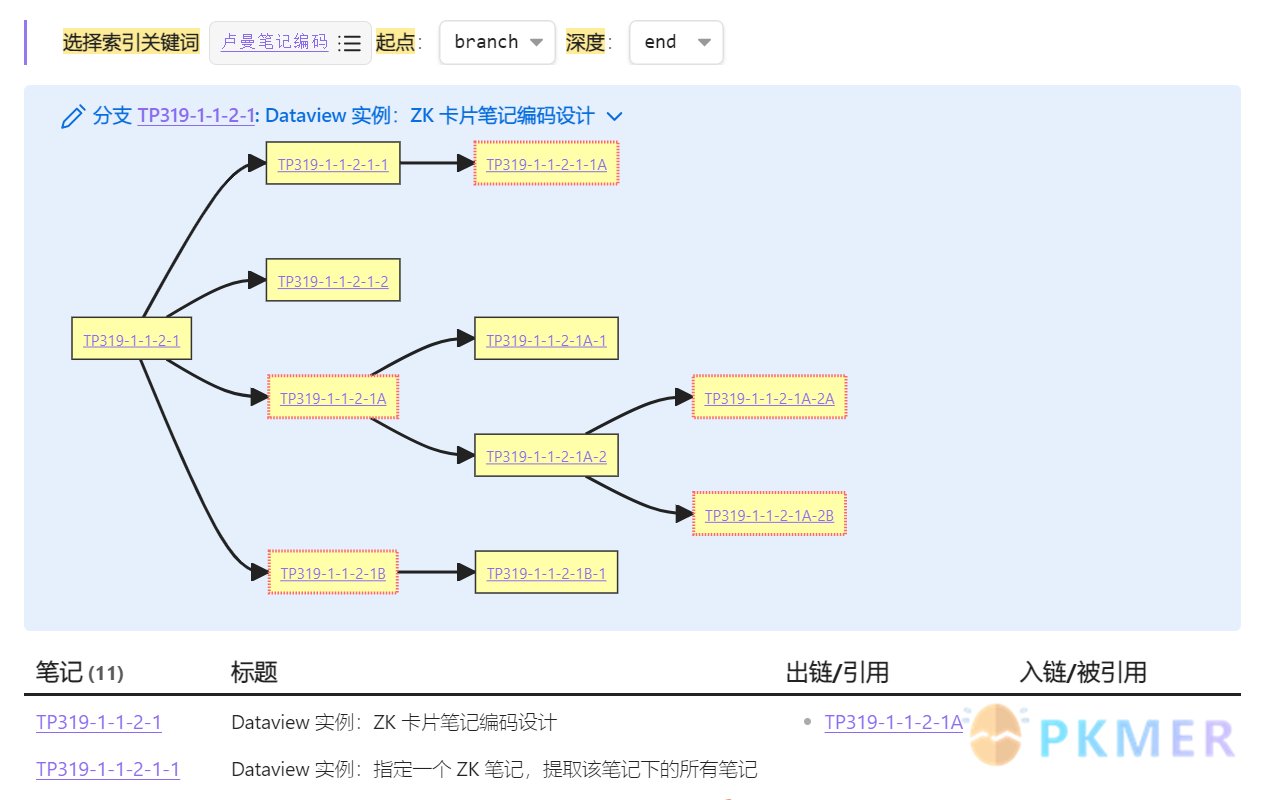 选择索引关键词 卢曼笔记编码 起点： branch 深度： end
分支 TP319-1-1-2-1: Dataview 实例：ZK 卡片笔记编码设计
TP319-1-1-2-1-1 TP319-1-1-2-1-1A
TP319-1-1-2-1-2
TP319-1-1-2-1 TP319-1-1-2-1A-1
TP319-1-1-2-1A TP319-1-1-2-1A-2A
TP319-1-1-2-1A-2
TP319-1-1-2-1A-2B
TP319-1-1-2-1B TP319-1-1-2-1B-1
笔记 (11) 标题 出链/引用 入链/被引用
TP319-1-1-2-1 Dataview 实例：ZK 卡片笔记编码设计 TP319-1-1-2-1A
PKMER
TP319-1-1-2-1-1 Dataview 实例：指定一个 ZK 笔记，提取该笔记下的所有笔记